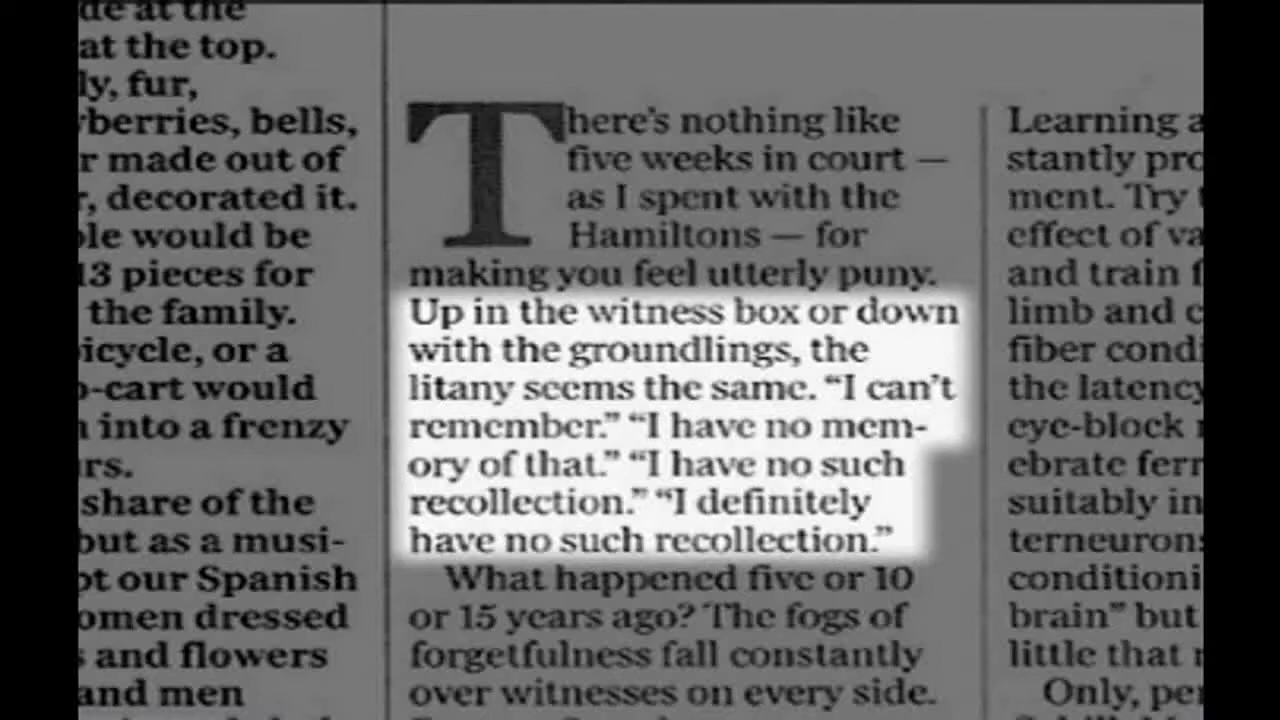 de at the
at the top.
ly, fur,
berries, bells,
r made out of
r, decorated it.
ole would be
13 pieces for
the family.
icycle, or a
o-cart would
into a frenzy
rs.
share of the
but as a musi-
ot our Spanish
omen dressed
s and flowers
and men
There's nothing like
five weeks in court —
as I spent with the
Hamiltons — for
making you feel utterly puny.
Up in the witness box or down
with the groundlings, the
litany seems the same. “I can't
remember.” “I have no mem-
ory of that.” “I have no such
recollection.” “I definitely
have no such recollection.”
What happened five or 10
or 15 years ago? The fogs of
forgetfulness fall constantly
over witnesses on every side.
Learning a
stantly pro
ment. Try t
effect of va
and train f
limb and c
fiber condi
the latency
eye-block
ebrate ferr
suitably in
terneurons
conditioni
brain” but
little that
Only, per